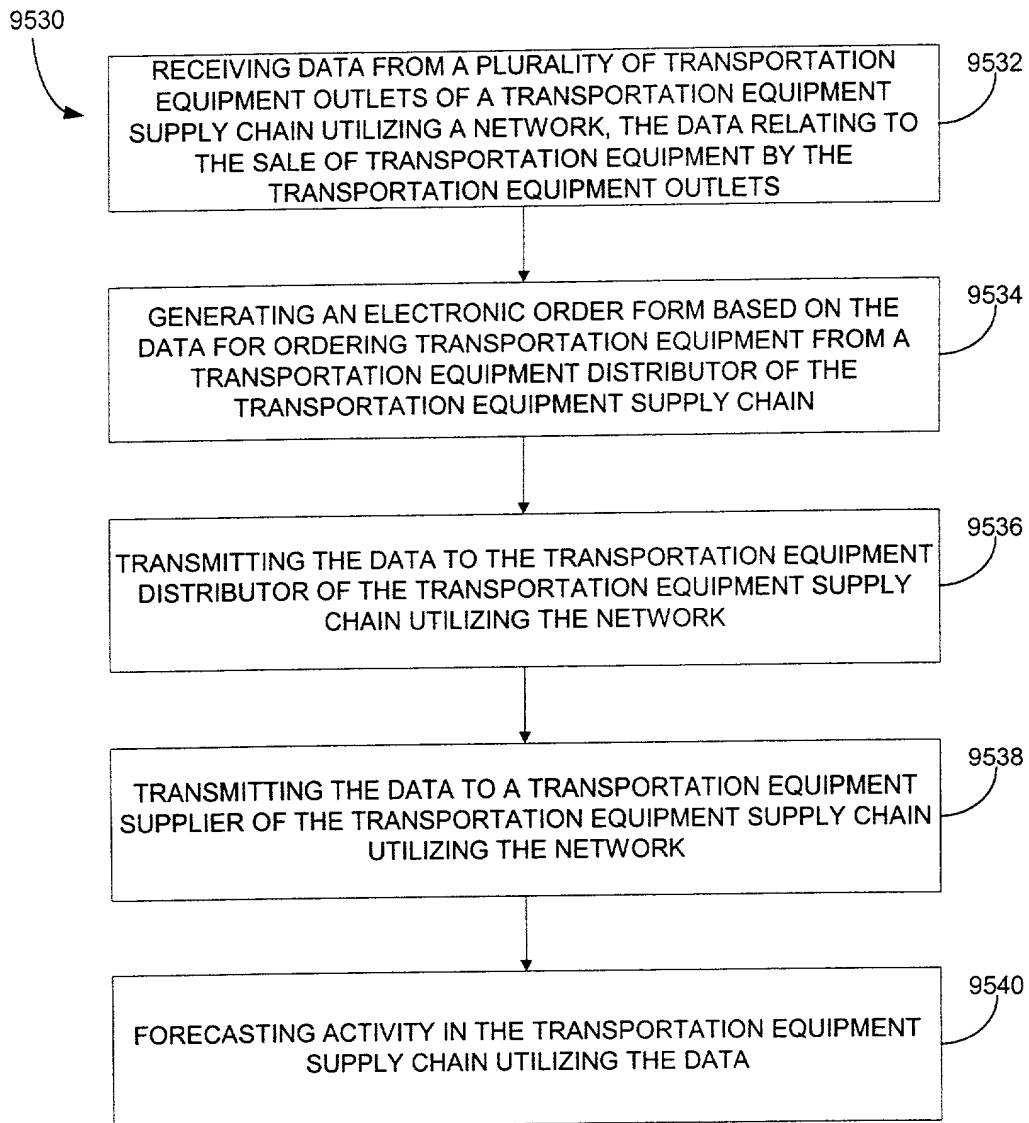 9530
RECEIVING DATA FROM A PLURALITY OF TRANSPORTATION
EQUIPMENT OUTLETS OF A TRANSPORTATION EQUIPMENT
SUPPLY CHAIN UTILIZING A NETWORK, THE DATA RELATING TO
THE SALE OF TRANSPORTATION EQUIPMENT BY THE
TRANSPORTATION EQUIPMENT OUTLETS
9532
GENERATING AN ELECTRONIC ORDER FORM BASED ON THE
DATA FOR ORDERING TRANSPORTATION EQUIPMENT FROM A
TRANSPORTATION EQUIPMENT DISTRIBUTOR OF THE
TRANSPORTATION EQUIPMENT SUPPLY CHAIN
9534
TRANSMITTING THE DATA TO THE TRANSPORTATION EQUIPMENT
DISTRIBUTOR OF THE TRANSPORTATION EQUIPMENT SUPPLY
CHAIN UTILIZING THE NETWORK
9536
TRANSMITTING THE DATA TO A TRANSPORTATION EQUIPMENT
SUPPLIER OF THE TRANSPORTATION EQUIPMENT SUPPLY CHAIN
UTILIZING THE NETWORK
9538
FORECASTING ACTIVITY IN THE TRANSPORTATION EQUIPMENT
SUPPLY CHAIN UTILIZING THE DATA
9540